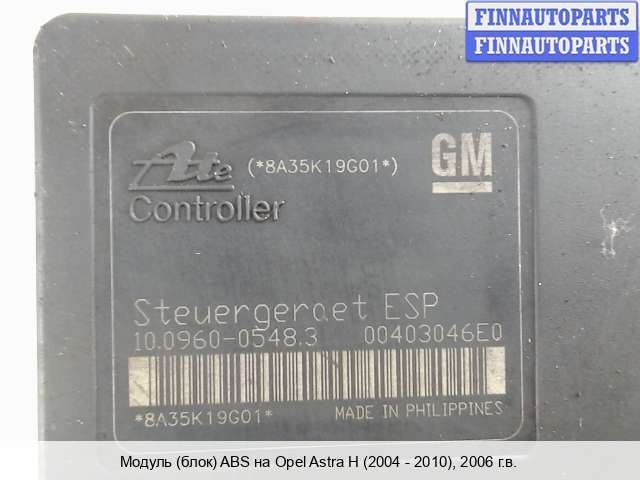 FINNAUTOPARTS
FINNAUTOPARTS
Ate (*8A35K19G01*)
GM
Controller
Steuergeraet ESP
10.0960-0548.3 00403046E0
*8A35K19G01* MADE IN PHILIPPINES
Модуль (блок) ABS на Opel Astra H (2004 - 2010), 2006 г.в.